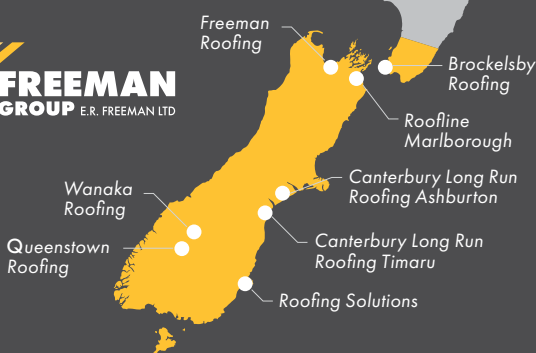 Freeman
Roofing
FREEMAN
GROUP E.R. FREEMAN LTD
Brockelsby
Roofing
Roofline
Marlborough
Canterbury Long Run
Roofing Ashburton
Wanaka
Roofing
Canterbury Long Run
Roofing Timaru
Queenstown
Roofing
Roofing Solutions